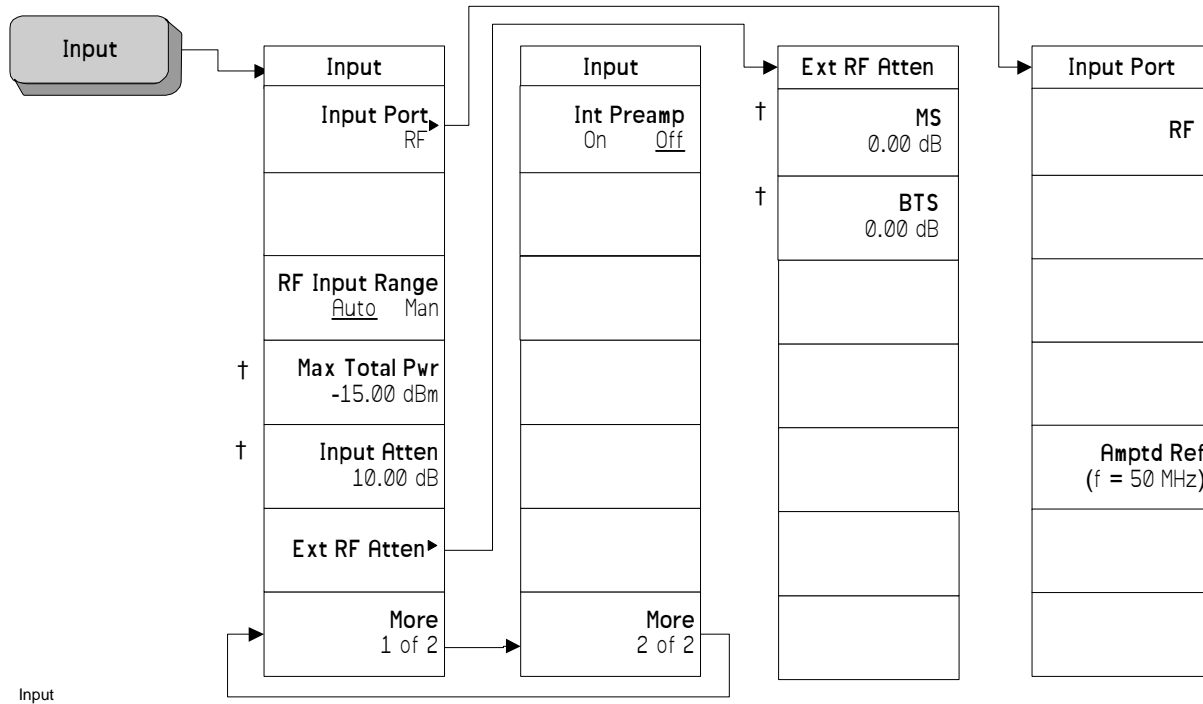 Input
Input
Input Port
RF
RF Input Range
Auto Man
† Max Total Pwr
-15.00 dBm
† Input Atten
10.00 dB
Ext RF Atten
More
1 of 2
Input
Int Preamp
On Off
More
2 of 2
Ext RF Atten
† MS
0.00 dB
† BTS
0.00 dB
Input Port
RF
Amptd Ref
(f = 50 MHz)
Input